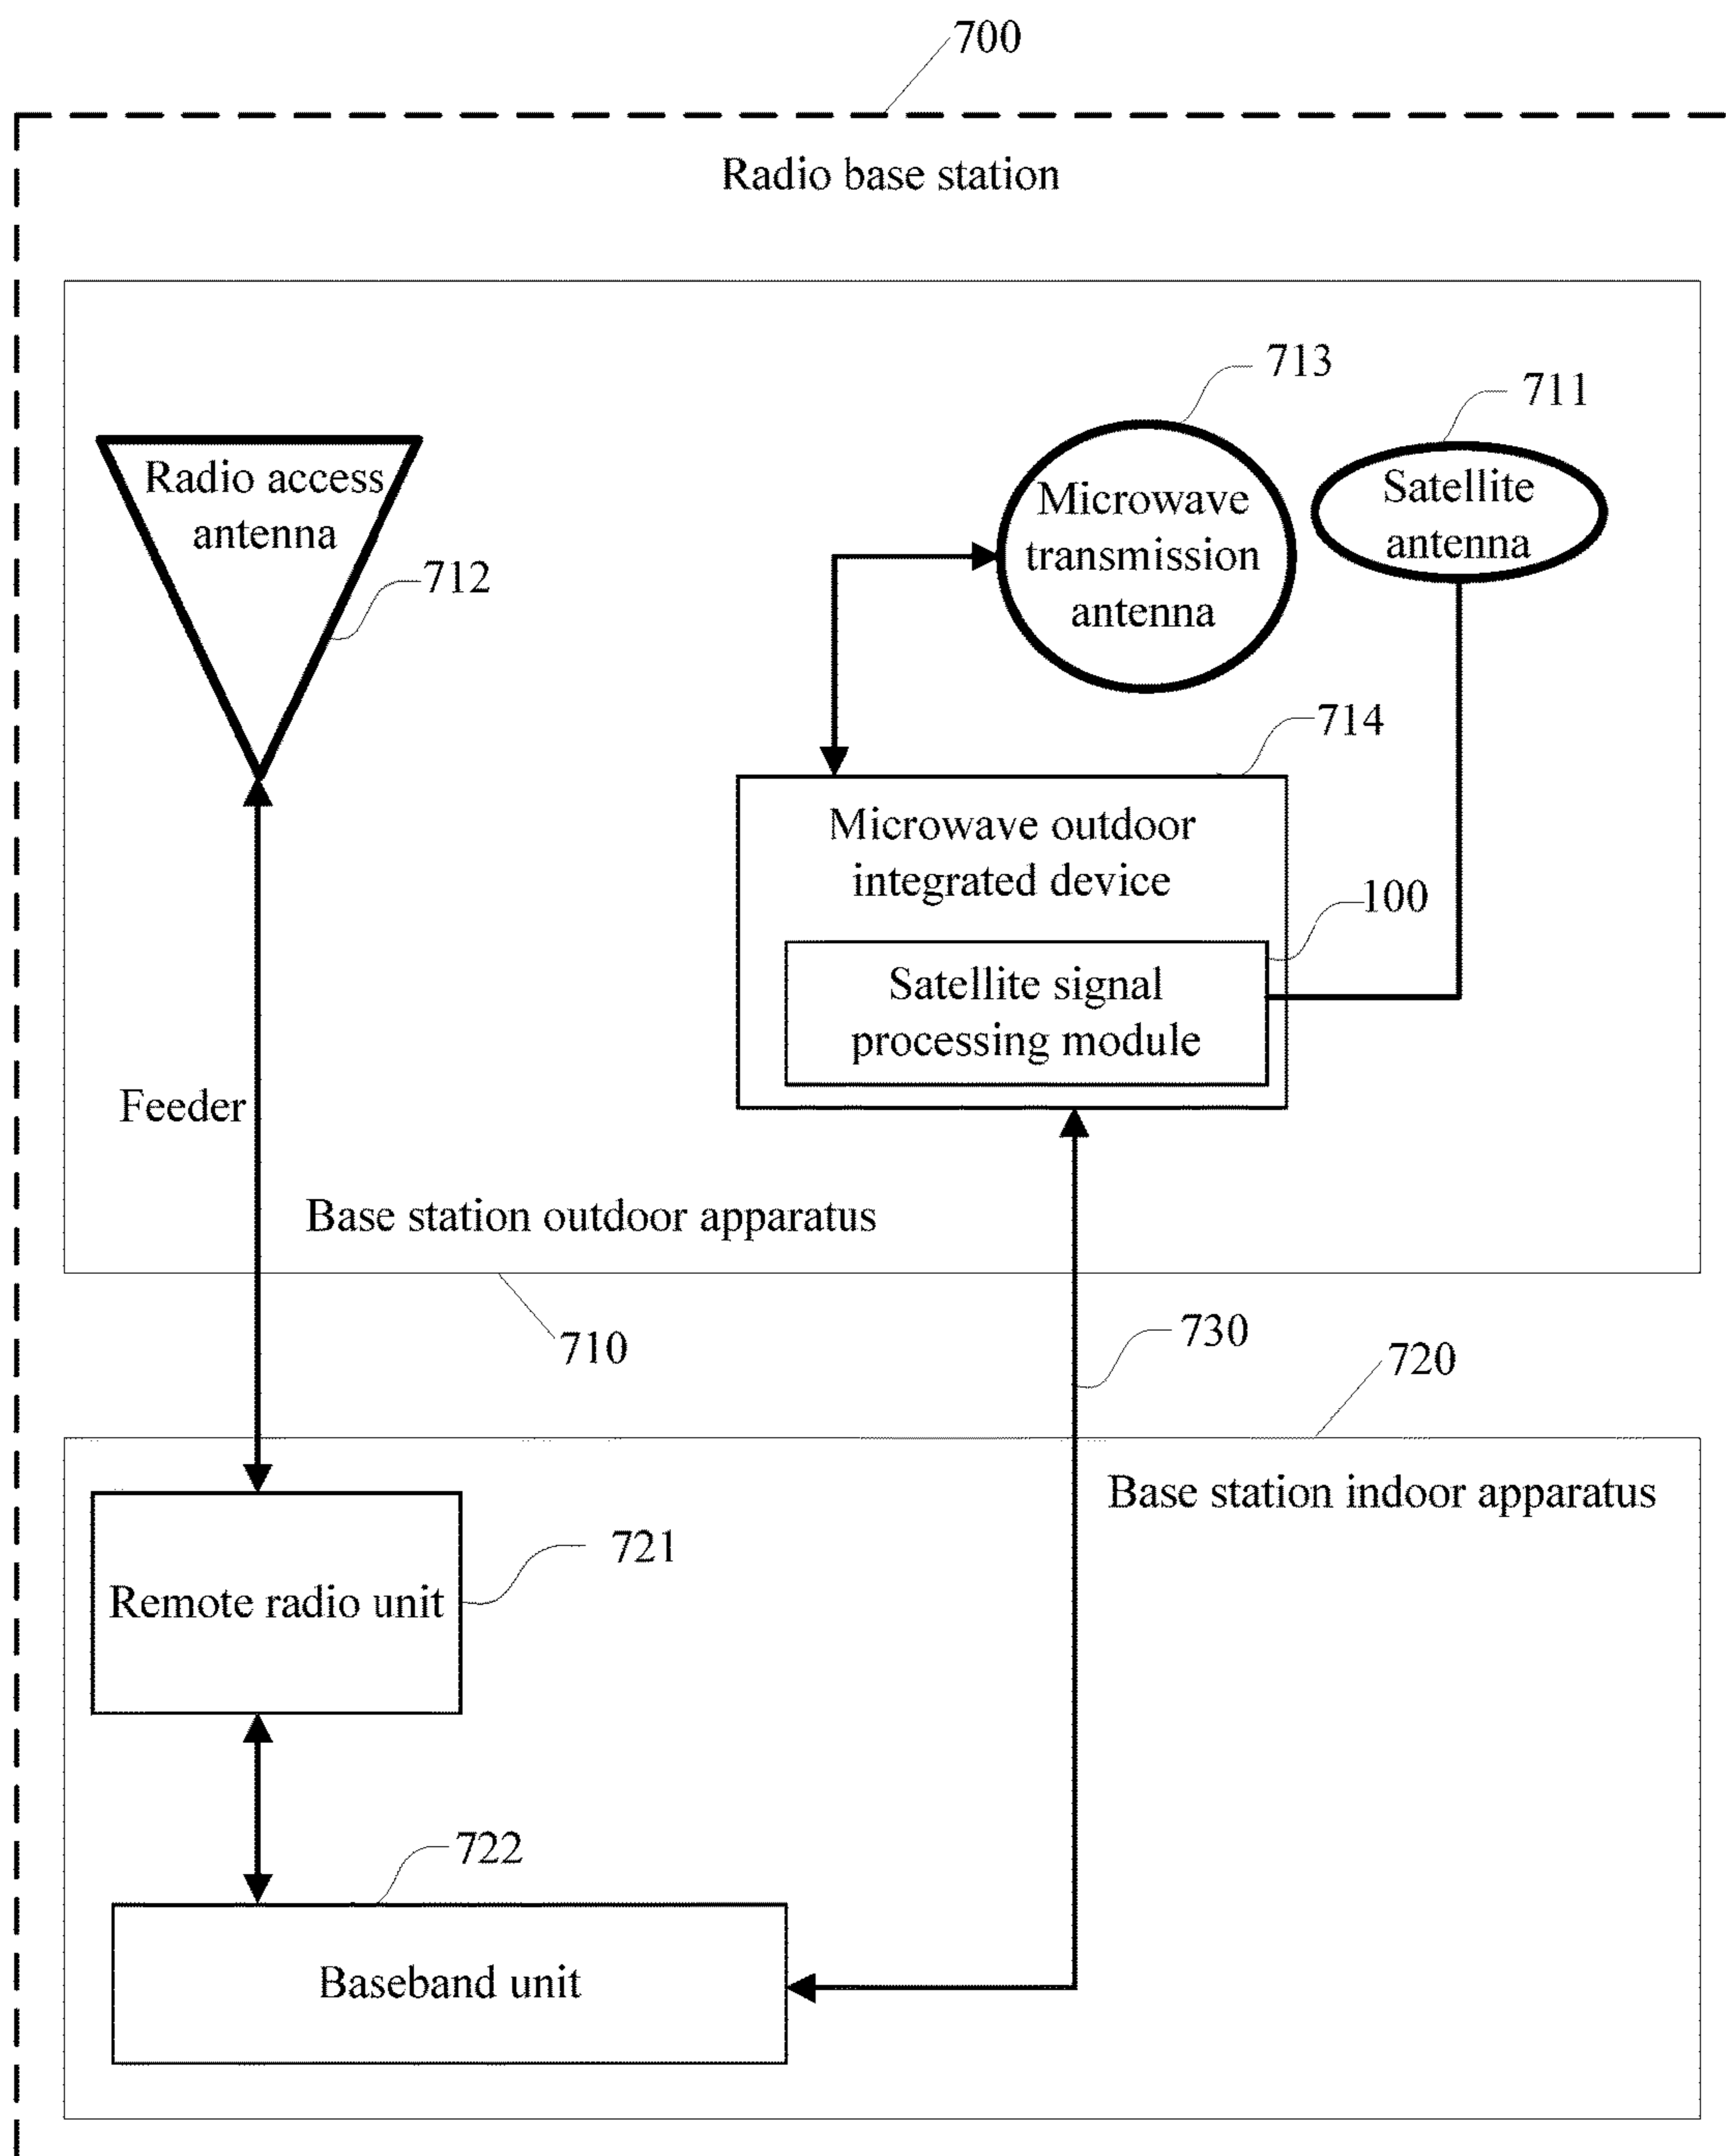 700
Radio base station
713
711
Radio access
antenna
Microwave
transmission
antenna
Satellite
antenna
712
714
Microwave outdoor
integrated device
100
Satellite signal
processing module
Feeder
Base station outdoor apparatus
710
730
720
Base station indoor apparatus
721
Remote radio unit
722
Baseband unit